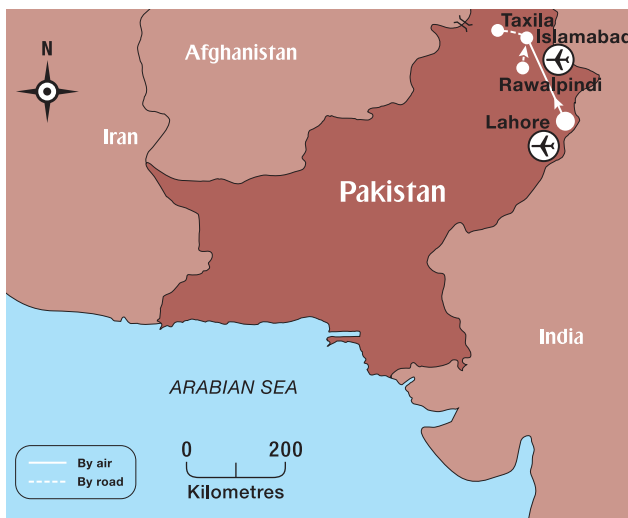 Taxila
Islamabad
N
Afghanistan
Rawalpindi
Lahore
Iran
Pakistan
India
ARABIAN SEA
0 200
Kilometres
By air
By road